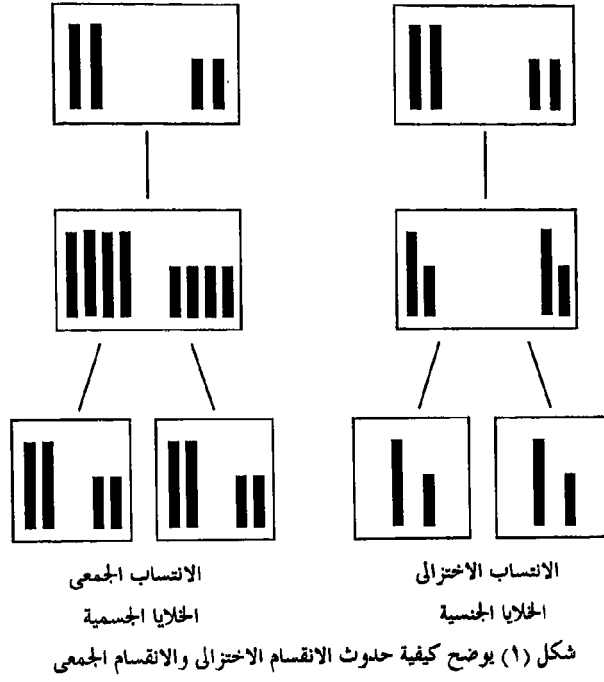 الانتساب الاختزالى
الخلايا الجنسية
الانتساب الجمعى
الخلايا الجسمية
شكل (١) يوضح كيفية حدوث الانقسام الاختزالى والانقسام الجمعى